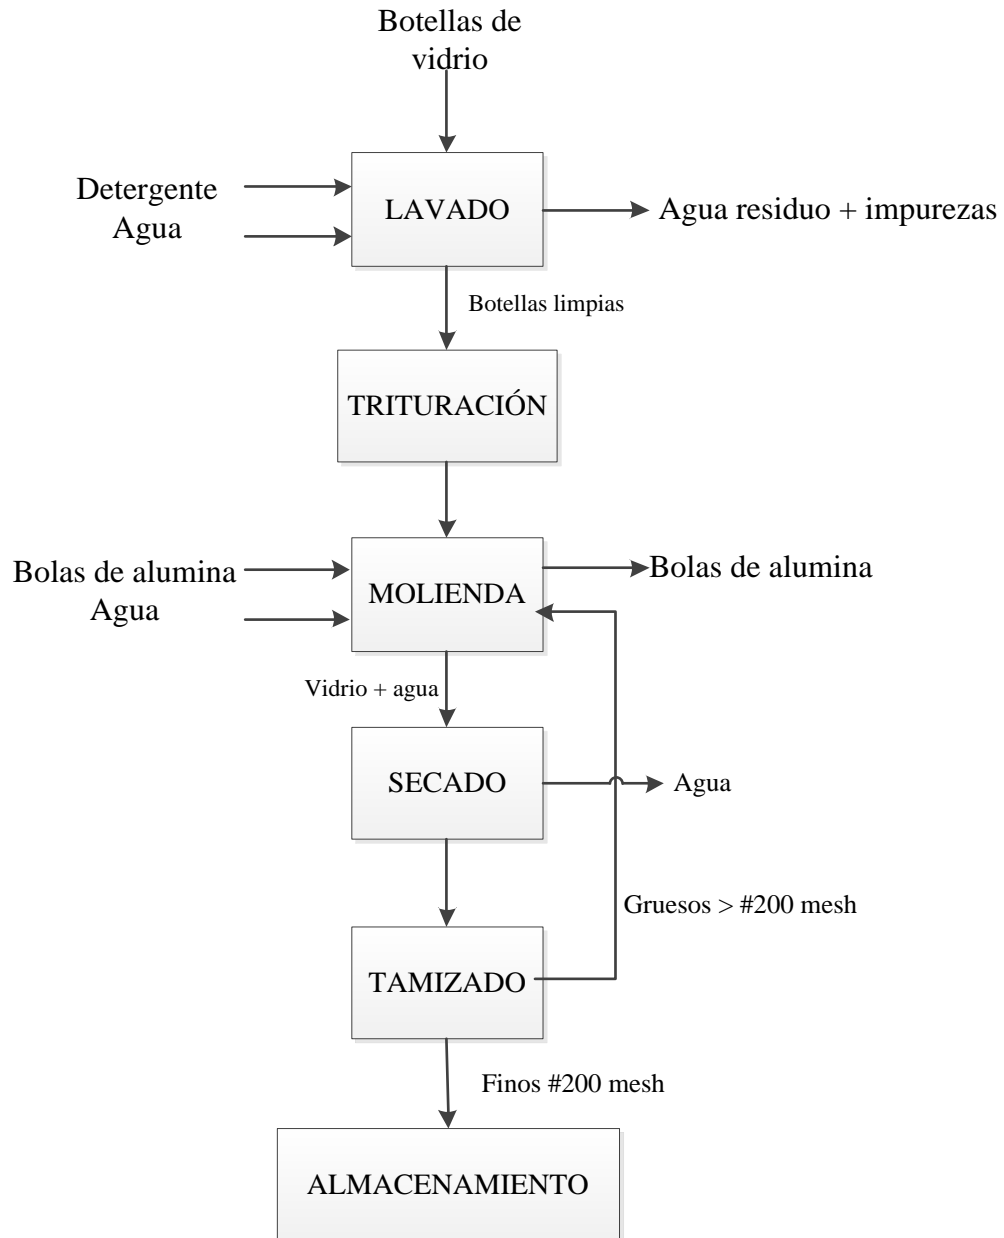 Botellas de
vidrio
Detergente
Agua
LAVADO
Agua residuo + impurezas
Botellas limpias
TRITURACIÓN
Bolas de alumina
Agua
MOLIENDA
Bolas de alumina
Vidrio + agua
SECADO
Agua
Gruesos > #200 mesh
TAMIZADO
Finos #200 mesh
ALMACENAMIENTO